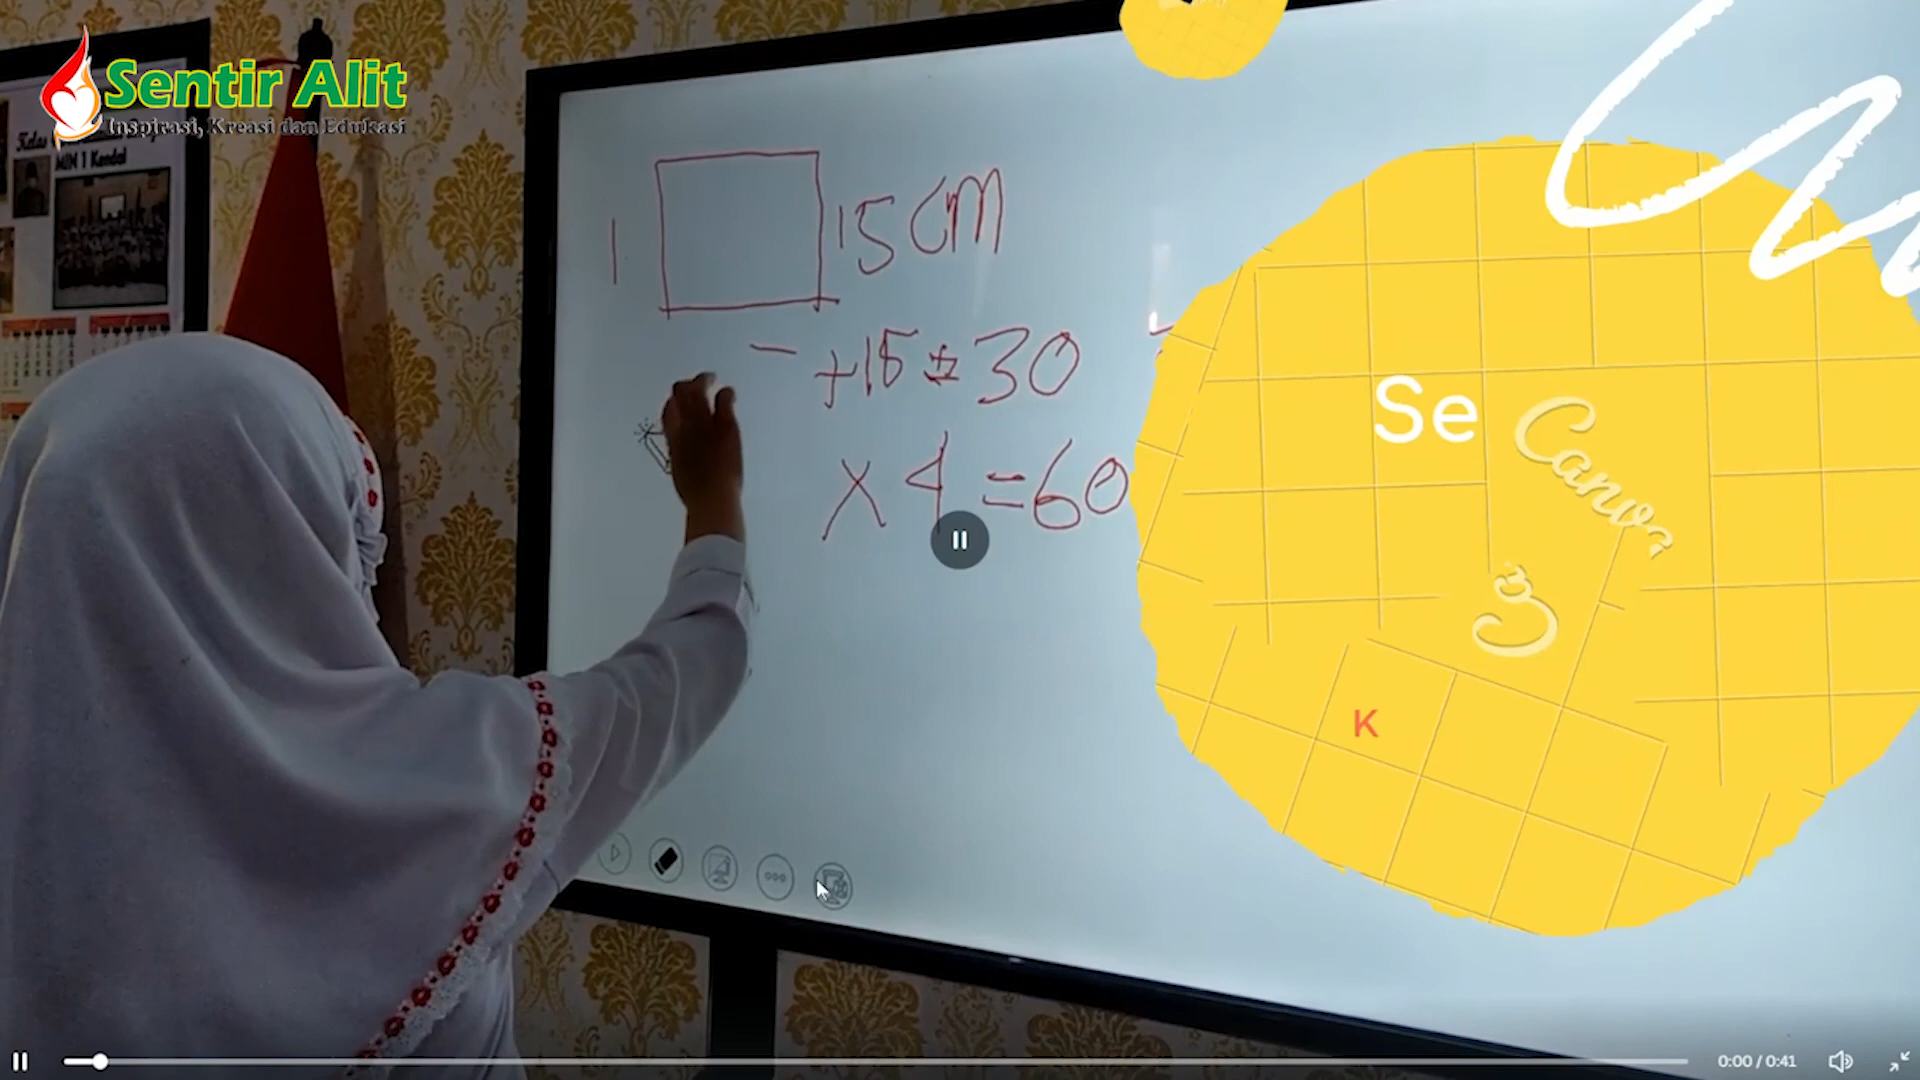 Sentir Alit
Inspirasi, Kreasi dan Edukasi
MIN 1 Kendal
1
15 CM
+15 = 30
x 4 = 60
Se
Canva
K
0:00 / 0:41